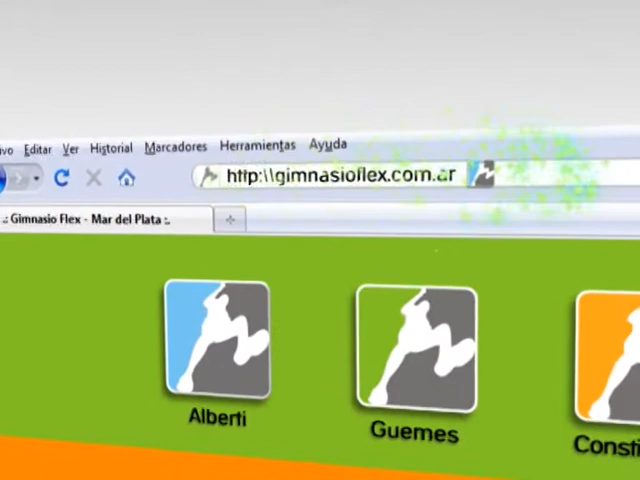 ivo Editar Ver Historial Marcadores Herramientas Ayuda
http:\\gimnasioflex.com.ar
.: Gimnasio Flex - Mar del Plata :.
Alberti
Guemes
Consti